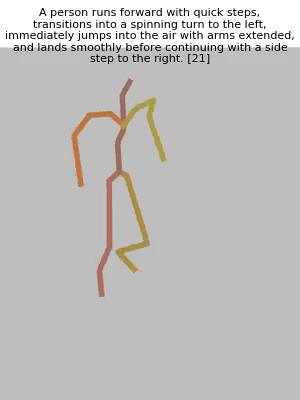 A person runs forward with quick steps,
transitions into a spinning turn to the left,
immediately jumps into the air with arms extended,
and lands smoothly before continuing with a side
step to the right. [21]